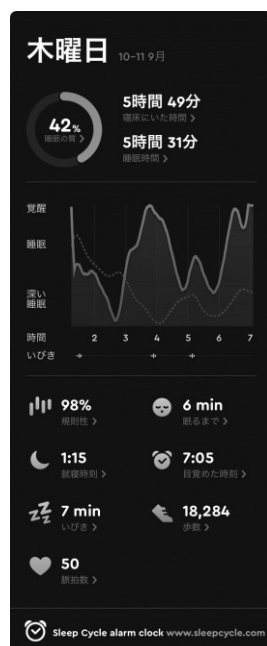 木曜日 10-11 9月
42%
睡眠の質 >
5時間 49分
寝床にいた時間 >
5時間 31分
睡眠時間 >
覚醒
睡眠
深い
睡眠
時間 2 3 4 5 6 7
いびき
98%
規則性 >
6 min
眠るまで >
1:15
就寝時刻 >
7:05
目覚めた時刻 >
7 min
いびき >
18,284
歩数 >
50
脈拍数 >
Sleep Cycle alarm clock www.sleepcycle.com